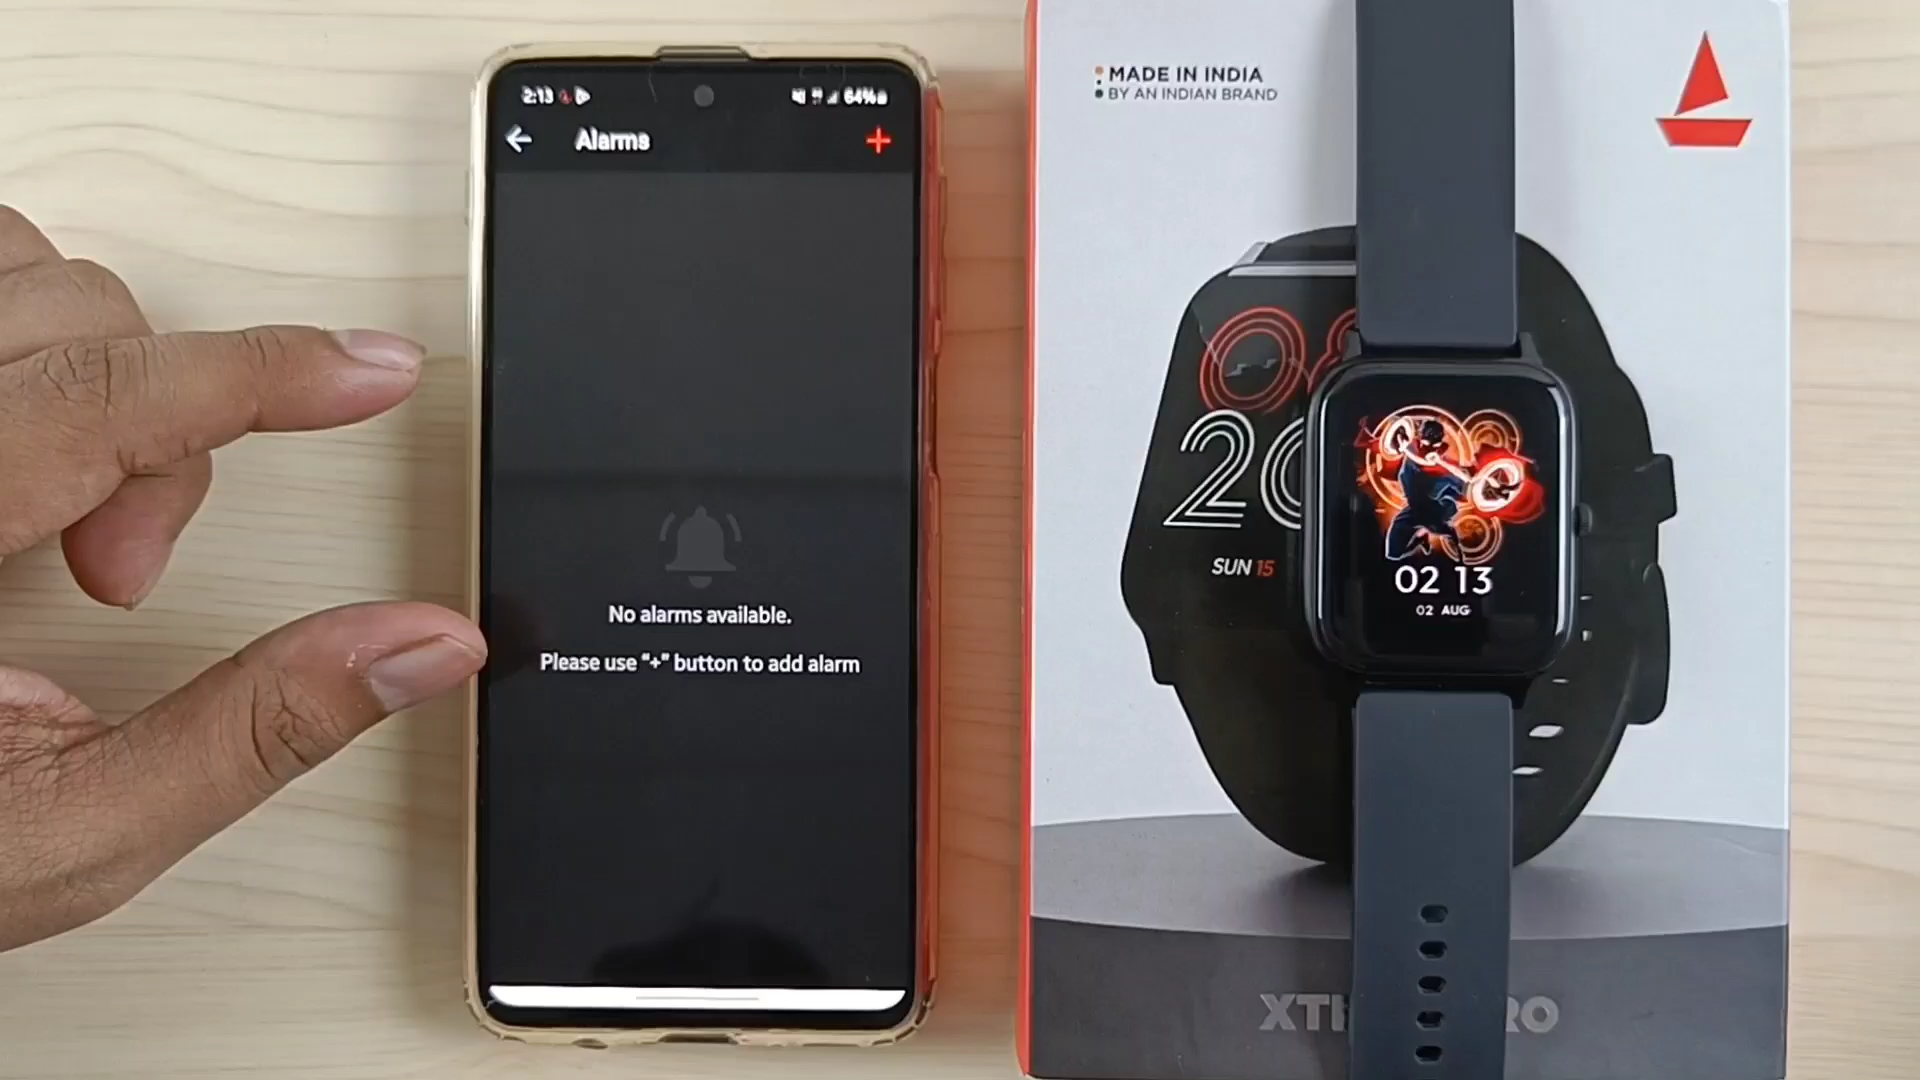 2:13
64%
Alarms
+
No alarms available.
Please use "+" button to add alarm
MADE IN INDIA
BY AN INDIAN BRAND
SUN 15
02 13
02 AUG